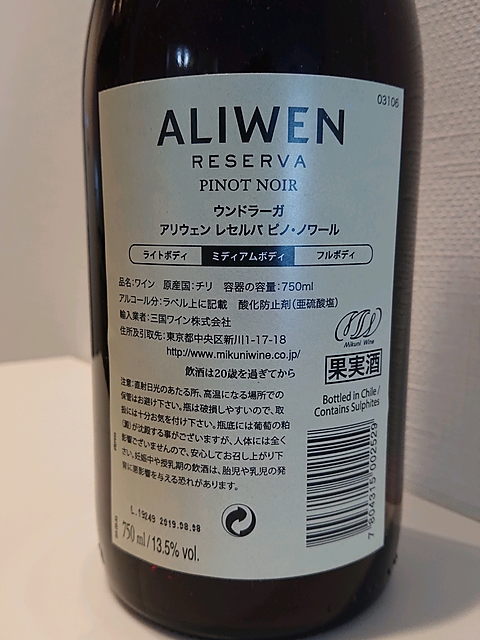 03106
ALIWEN
RESERVA
PINOT NOIR
ウンドラーガ
アリウェン レセルバ ピノ・ノワール
ライトボディ ミディアムボディ フルボディ
品名:ワイン 原産国:チリ 容器の容量:750ml
アルコール分:ラベル上に記載 酸化防止剤(亜硫酸塩)
輸入業者:三国ワイン株式会社
住所及引取先:東京都中央区新川1-17-18
http://www.mikuniwine.co.jp/
Mikuni Wine
飲酒は20歳を過ぎてから
果実酒
注意:直射日光のあたる所、高温になる場所での
保管はお避け下さい。瓶は破損しやすいので、取
扱には十分お気を付け下さい。瓶底には葡萄の粕
(澱)が沈殿する事がございますが、人体には全く
影響ございませんので、安心してお召し上がり下
さい。妊娠中や授乳期の飲酒は、胎児や乳児の発
育に悪影響を与える恐れがあります。
Bottled in Chile /
Contains Sulphites
7 804315 002529
L.19249 2019.08.08
750 ml / 13.5% vol.